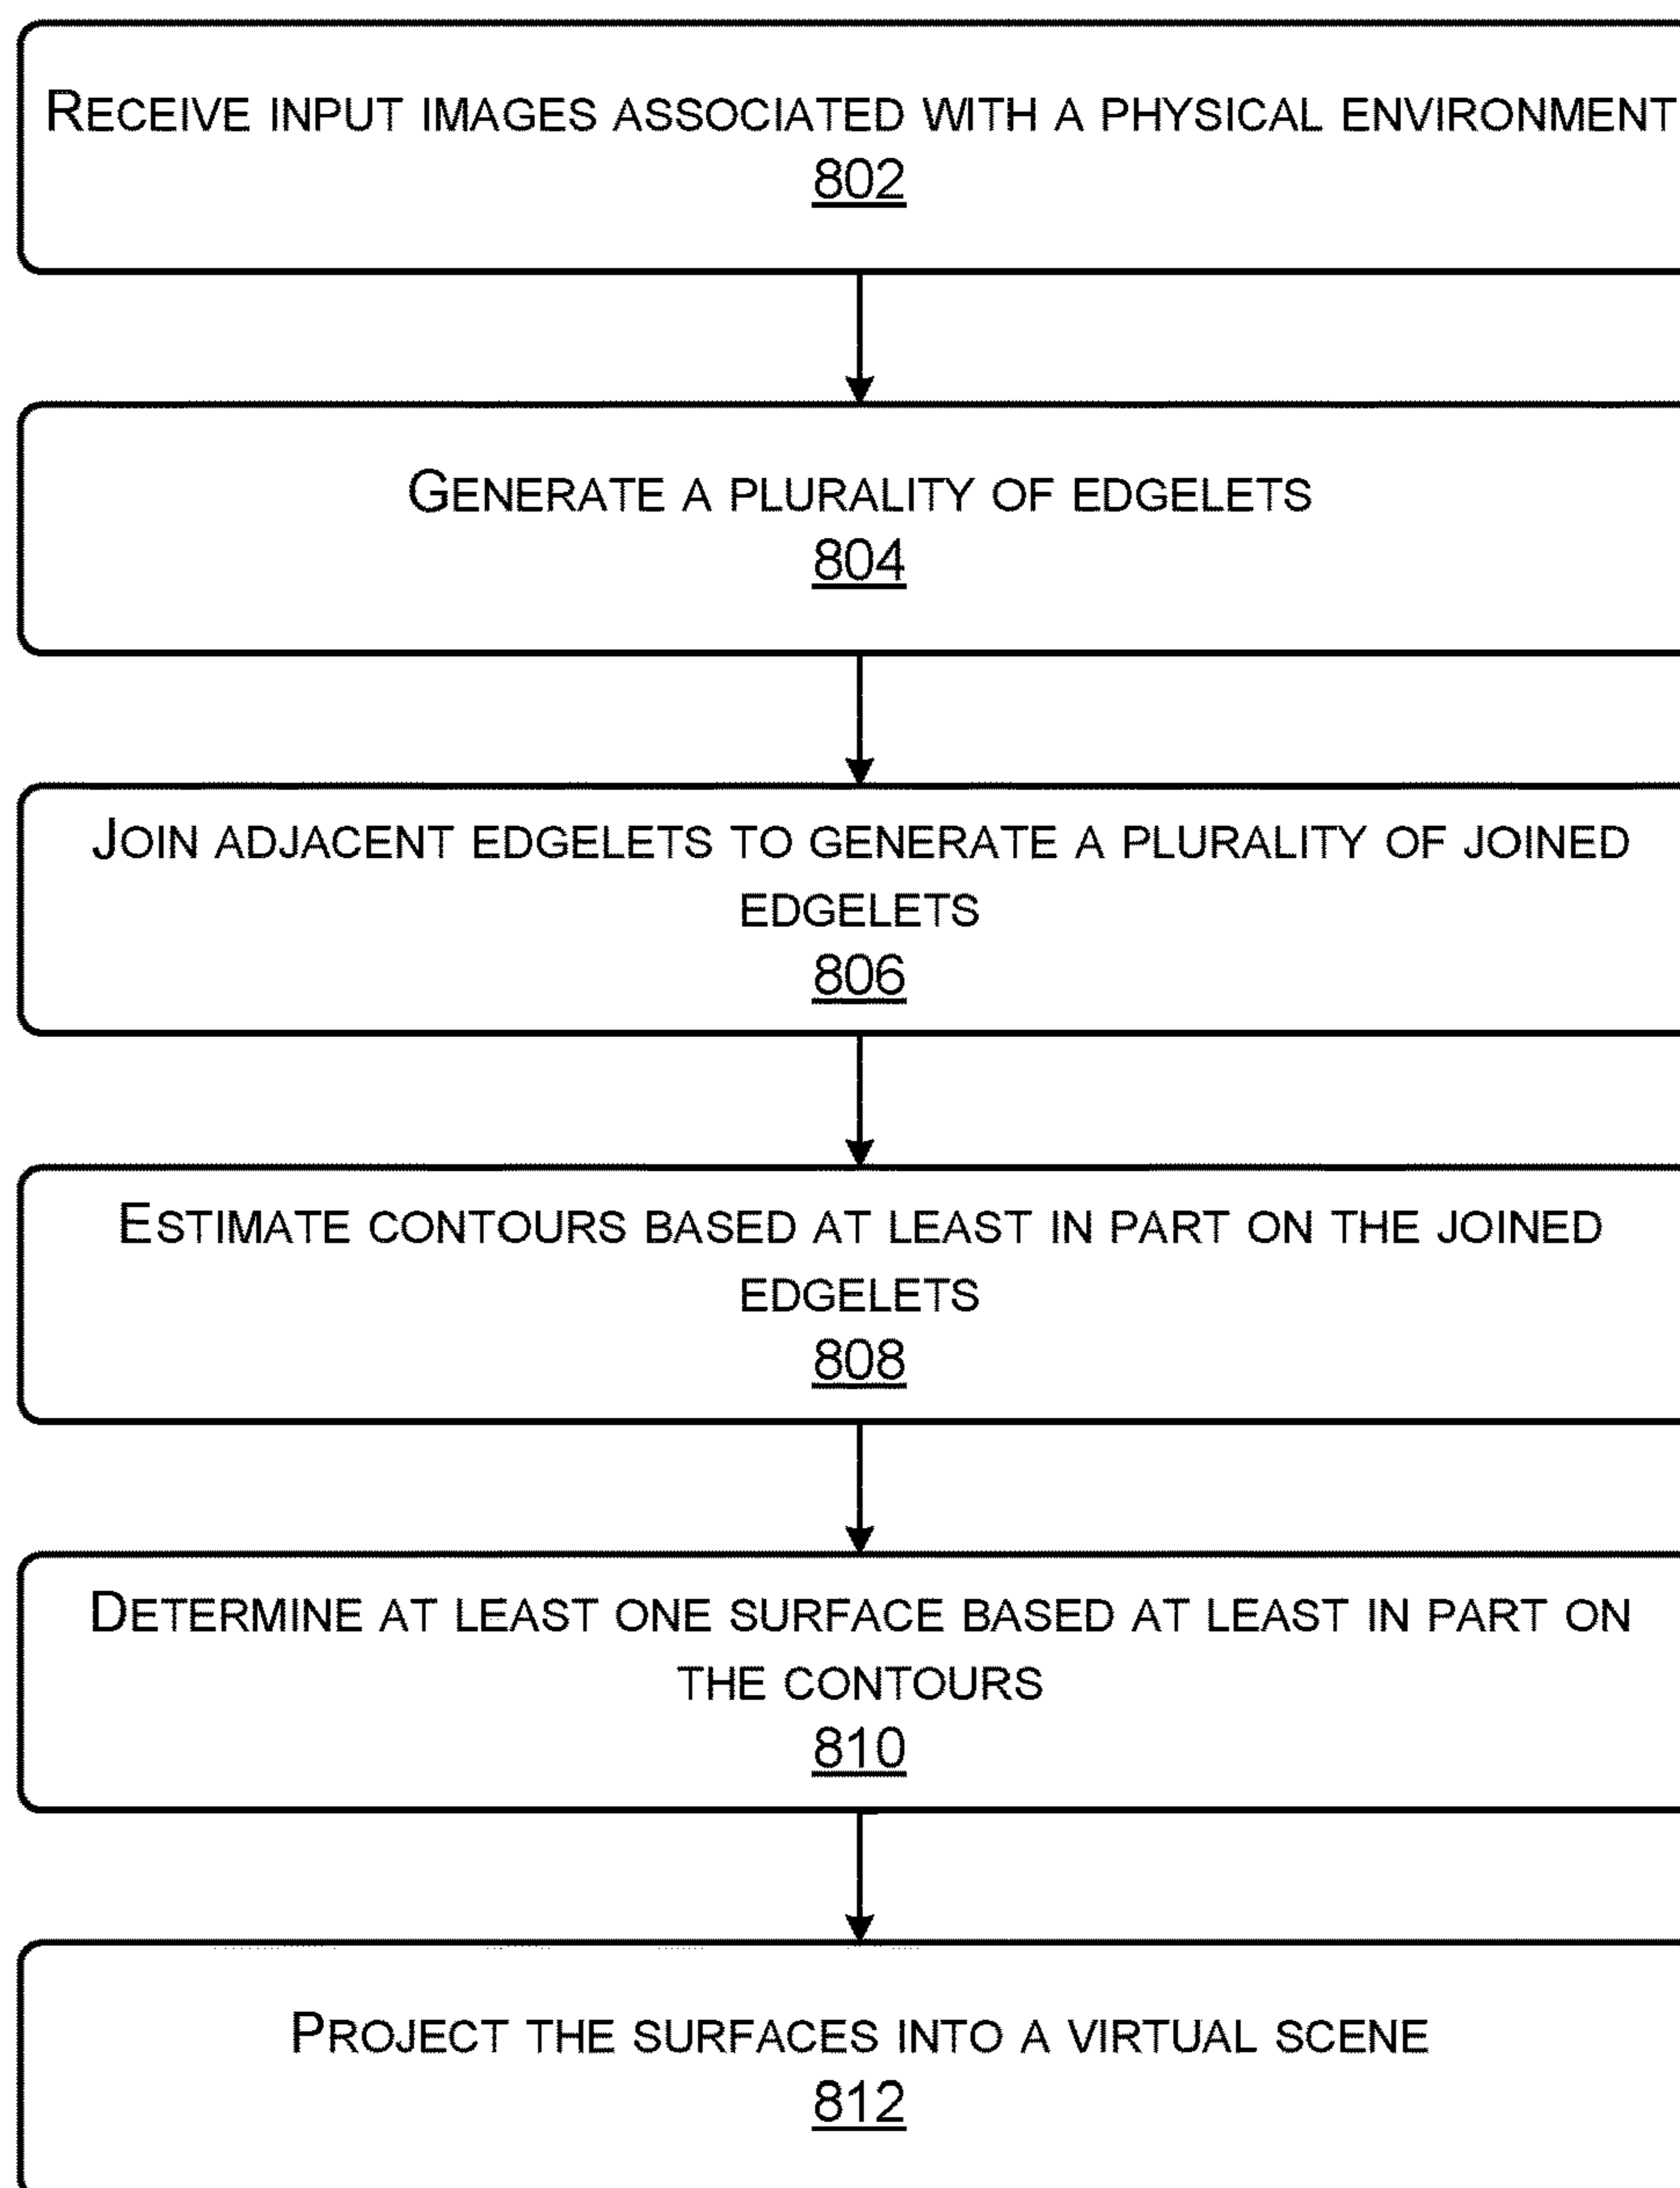 RECEIVE INPUT IMAGES ASSOCIATED WITH A PHYSICAL ENVIRONMENT
802
GENERATE A PLURALITY OF EDGELETS
804
JOIN ADJACENT EDGELETS TO GENERATE A PLURALITY OF JOINED
EDGELETS
806
ESTIMATE CONTOURS BASED AT LEAST IN PART ON THE JOINED
EDGELETS
808
DETERMINE AT LEAST ONE SURFACE BASED AT LEAST IN PART ON
THE CONTOURS
810
PROJECT THE SURFACES INTO A VIRTUAL SCENE
812